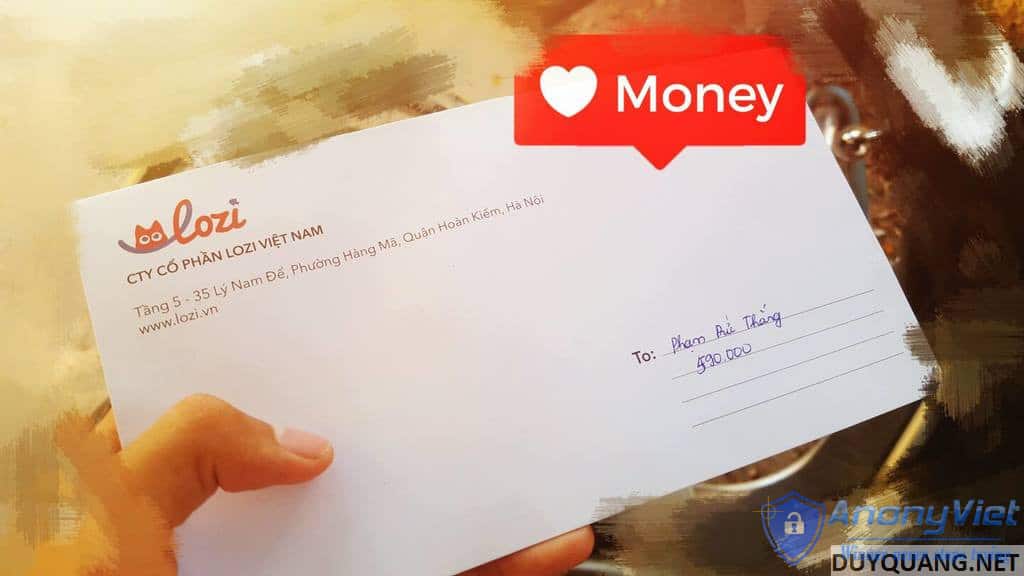 Money
lozi
CTY CỔ PHẦN LOZI VIỆT NAM
Tầng 5 - 35 Lý Nam Đế, Phường Hàng Mã, Quận Hoàn Kiếm, Hà Nội
www.lozi.vn
To: Phạm Thắng
590.000
AnonyViet
DUYQUANG.NET